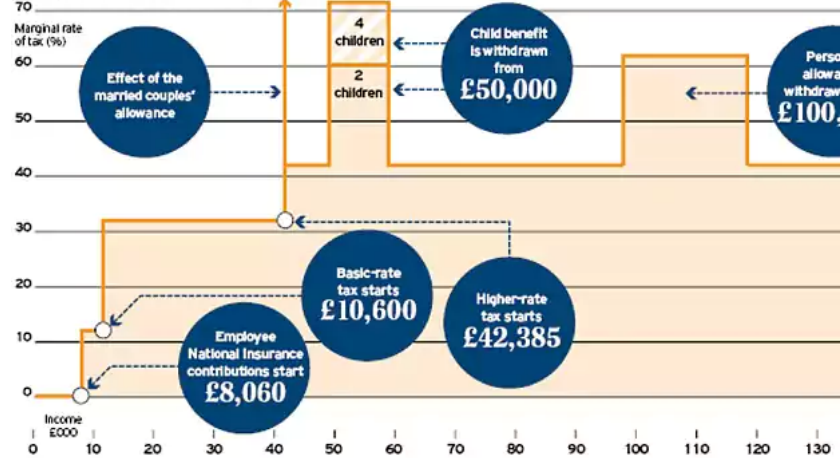 70
Marginal rate
of tax (%)
60
50
40
30
20
10
0
Effect of the
married couples'
allowance
4
children
2
children
Child benefit
is withdrawn
from
£50,000
£100,
Basic-rate
tax starts
£10,600
Higher-rate
tax starts
£42,385
Employee
National Insurance
contributions start
£8,060
Income
£000
0 10 20 30 40 50 60 70 80 90 100 110 120 130